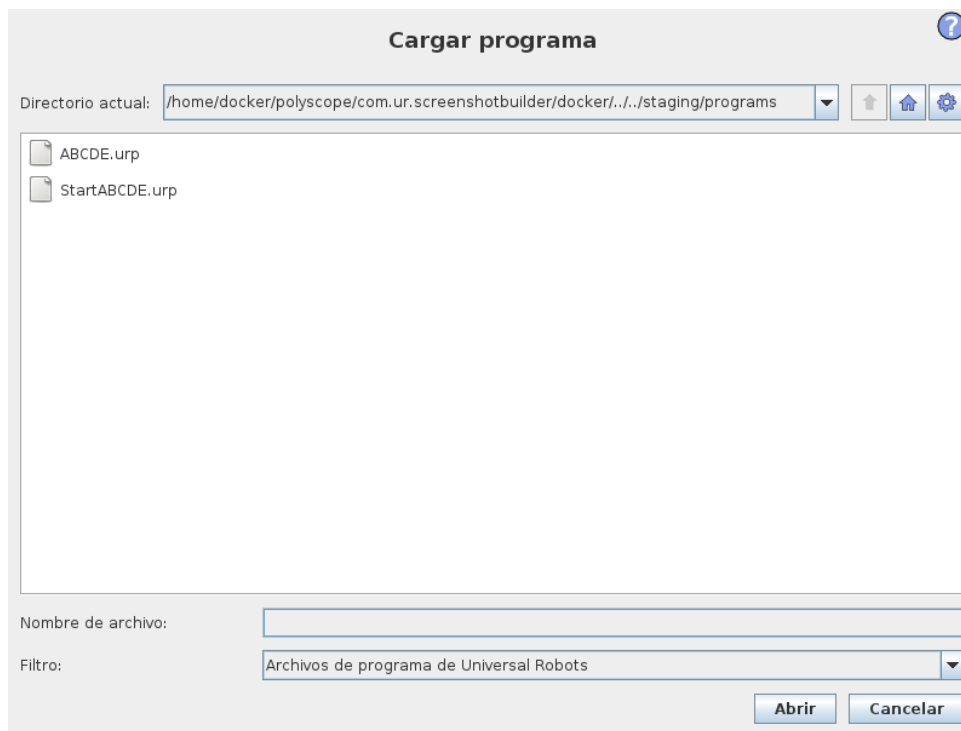 ?
Cargar programa
Directorio actual: /home/docker/polyscope/com.ur.screenshotbuilder/docker/../../staging/programs
ABCDE.urp
StartABCDE.urp
Nombre de archivo:
Filtro: Archivos de programa de Universal Robots
Abrir Cancelar